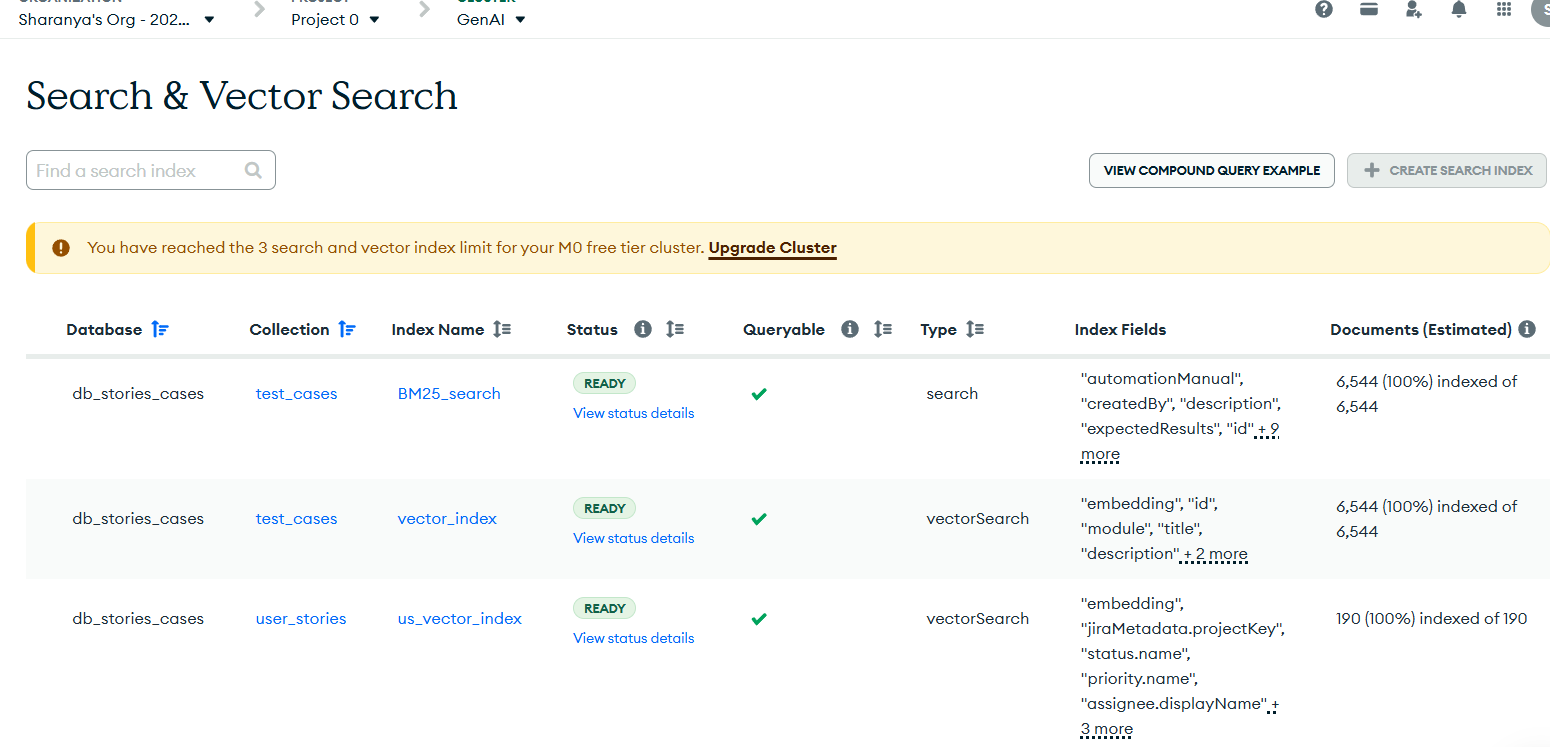 ORGANIZATION PROJECT CLUSTER
Sharanya's Org - 202... Project 0 GenAI
Search & Vector Search
Find a search index
VIEW COMPOUND QUERY EXAMPLE
CREATE SEARCH INDEX
You have reached the 3 search and vector index limit for your M0 free tier cluster. Upgrade Cluster
Database Collection Index Name Status Queryable Type Index Fields Documents (Estimated)
db_stories_cases test_cases BM25_search READY search
View status details
"automationManual",
"createdBy", "description",
"expectedResults", "id" + 9
more
6,544 (100%) indexed of
6,544
db_stories_cases test_cases vector_index READY vectorSearch
View status details
"embedding", "id",
"module", "title",
"description" + 2 more
6,544 (100%) indexed of
6,544
db_stories_cases user_stories us_vector_index READY vectorSearch
View status details
"embedding",
"jiraMetadata.projectKey",
"status.name",
"priority.name",
"assignee.displayName" +
3 more
190 (100%) indexed of 190